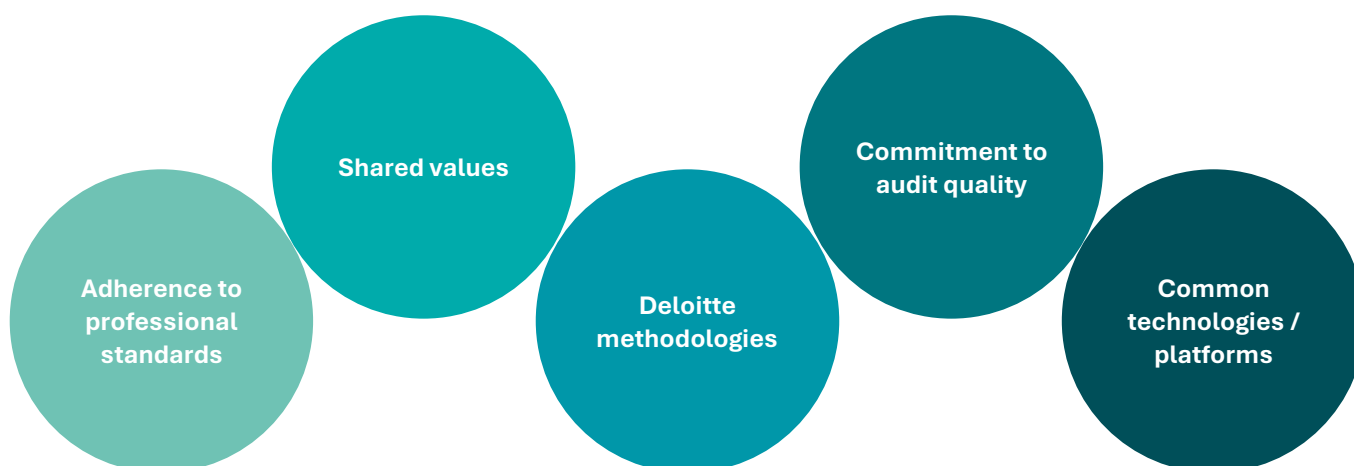 Adherence to
professional
standards
Shared values
Deloitte
methodologies
Commitment to
audit quality
Common
technologies /
platforms